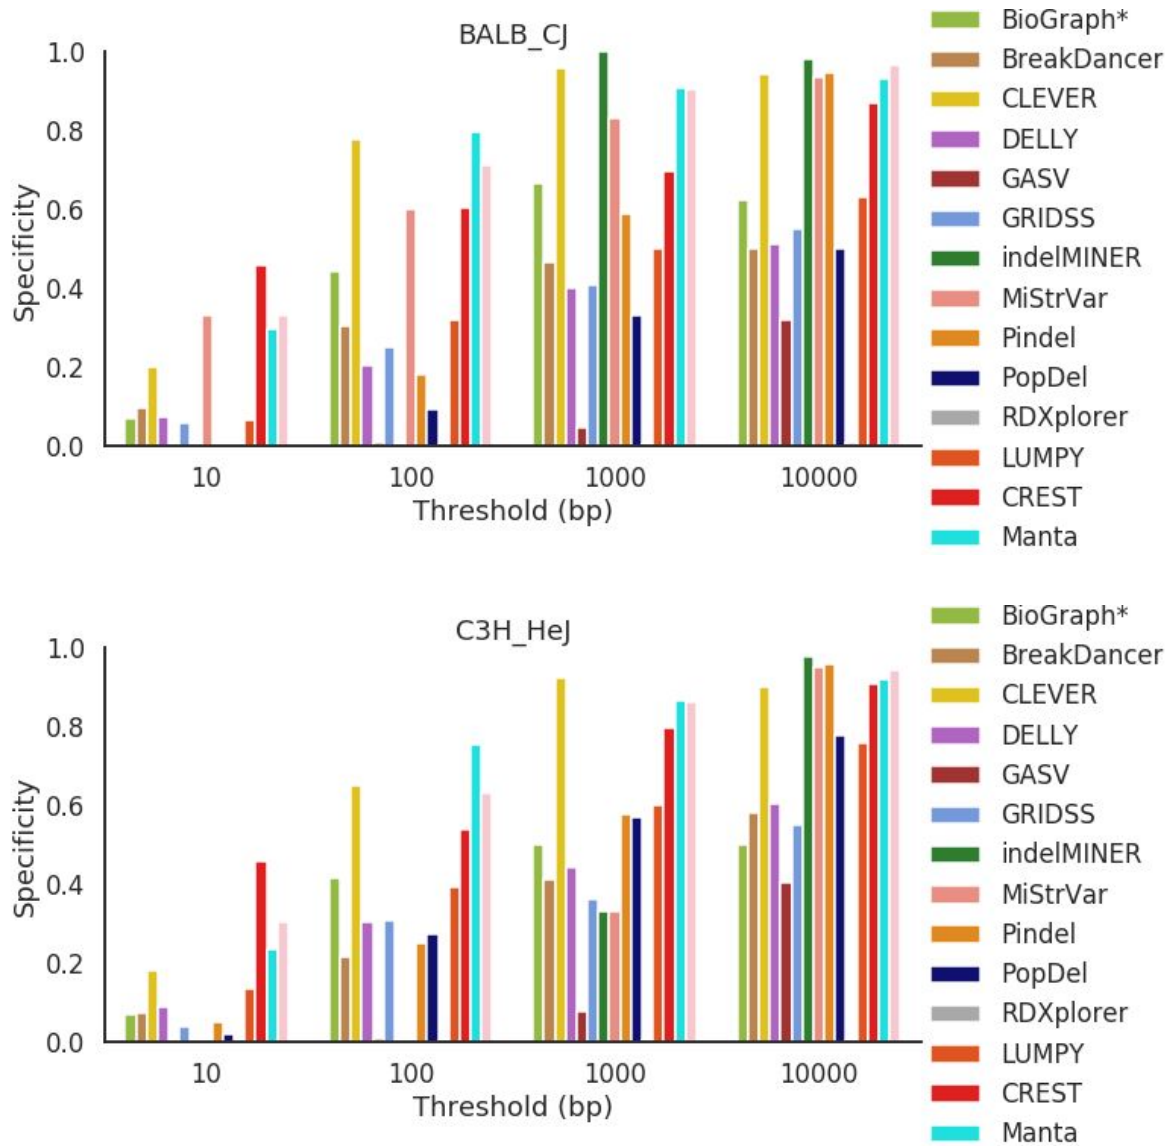 BALB_CJ
1.0
0.8
0.6
0.4
0.2
0.0
Specificity
10 100 1000 10000
Threshold (bp)
BioGraph*
BreakDancer
CLEVER
DELLY
GASV
GRIDSS
indelMINER
MiStrVar
Pindel
PopDel
RDXplorer
LUMPY
CREST
Manta
C3H_HeJ
1.0
0.8
0.6
0.4
0.2
0.0
Specificity
10 100 1000 10000
Threshold (bp)
BioGraph*
BreakDancer
CLEVER
DELLY
GASV
GRIDSS
indelMINER
MiStrVar
Pindel
PopDel
RDXplorer
LUMPY
CREST
Manta